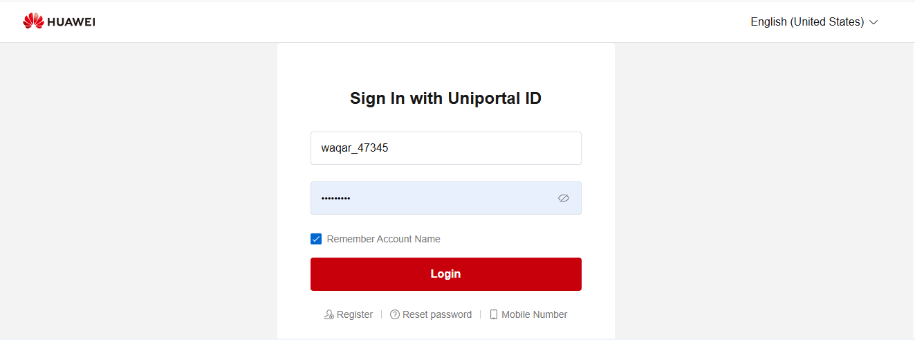 HUAWEI
English (United States)
Sign In with Uniportal ID
waqar_47345
•••••••••
Remember Account Name
Login
Register | Reset password | Mobile Number